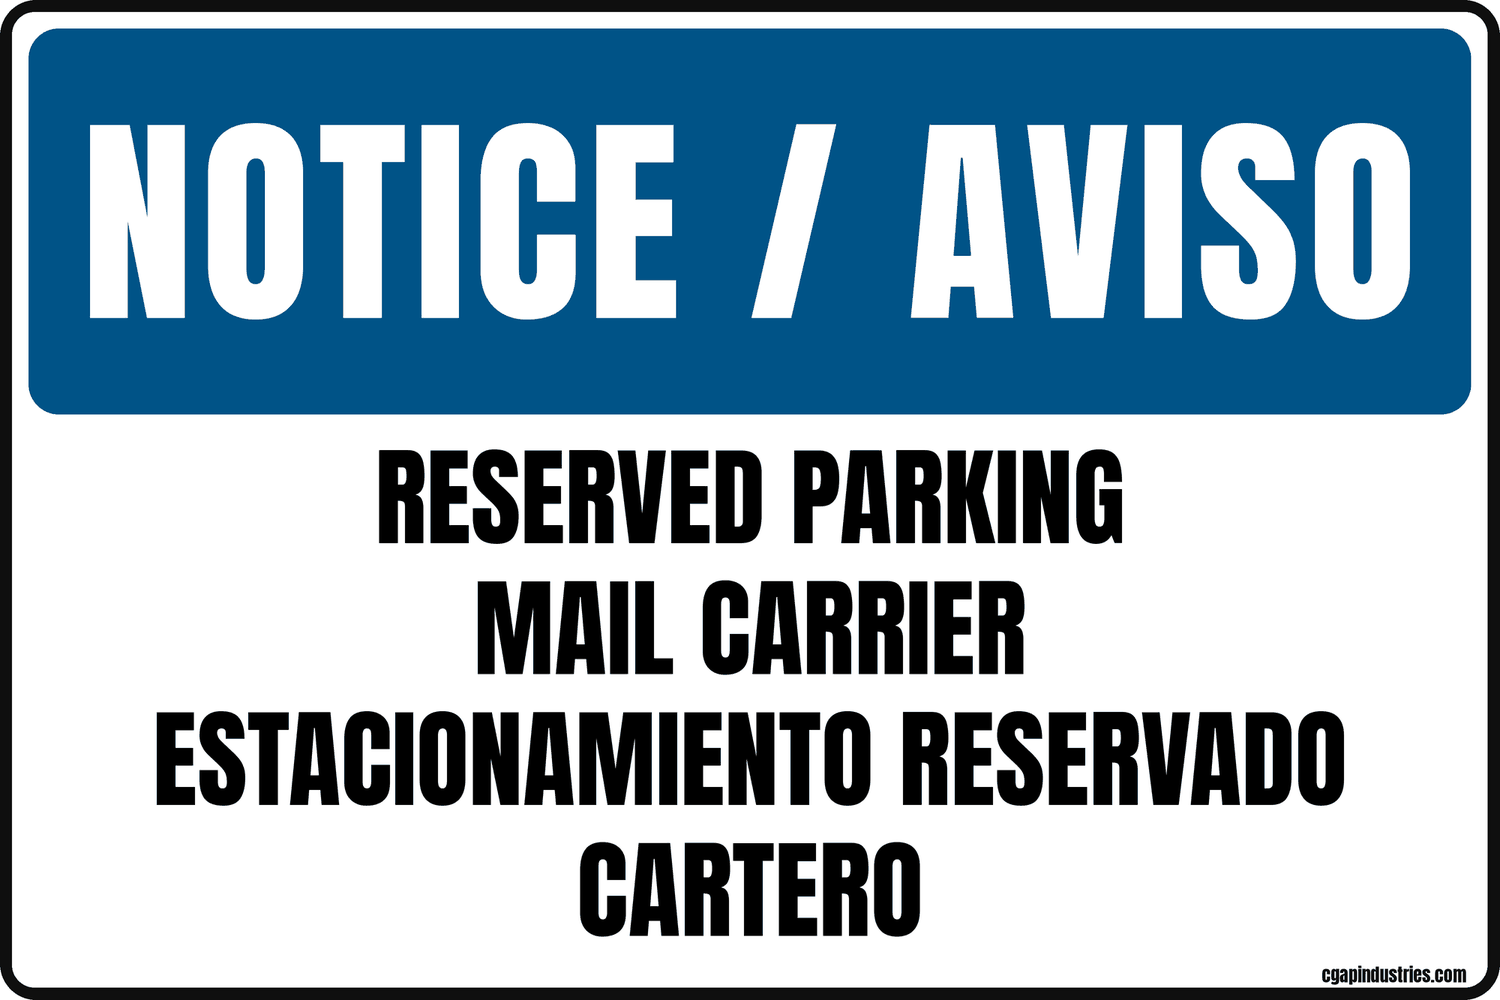 NOTICE / AVISO
RESERVED PARKING
MAIL CARRIER
ESTACIONAMIENTO RESERVADO
CARTERO
cgapindustries.com